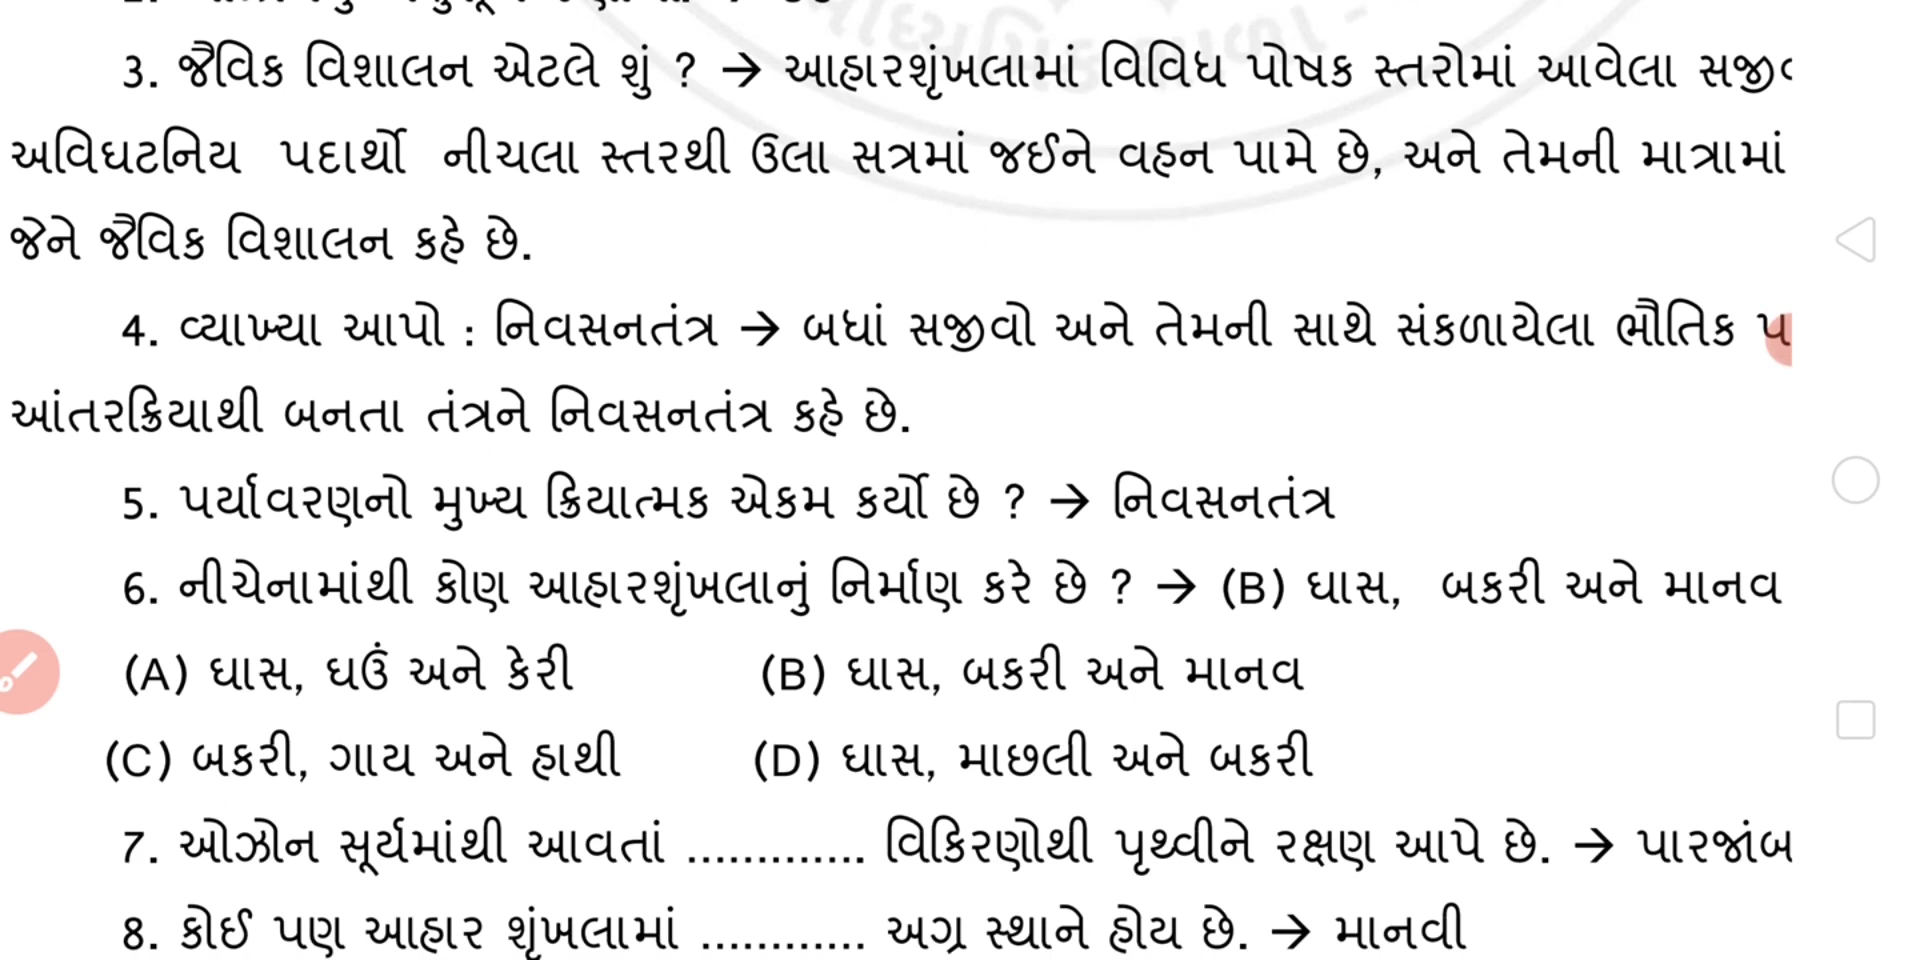 3. જૈવિક વિશાલન એટલે શું ? → આહારશૃંખલામાં વિવિધ પોષક સ્તરોમાં આવેલા
અવિઘટનિય પદાર્થો નીચલા સ્તરથી ઉલા સત્રમાં જઈને વહન પામે છે, અને તેમની માત્રામાં
જેને જૈવિક વિશાલન કહે છે.
4. વ્યાખ્યા આપો : નિવસનતંત્ર → બધાં સજીવો અને તેમની સાથે સંકળાયેલા ભૌતિક
આંતરક્રિયાથી બનતા તંત્રને નિવસનતંત્ર કહે છે.
5. પર્યાવરણનો મુખ્ય ક્રિયાત્મક એકમ કર્યો છે ? → નિવસનતંત્ર
6. નીચેનામાંથી કોણ આહારશૃંખલાનું નિર્માણ કરે છે ? → (B) ઘાસ, બકરી અને માનવ
(A) ઘાસ, ઘઉં અને કેરી (B) ઘાસ, બકરી અને માનવ
(C) બકરી, ગાય અને હાથી (D) ઘાસ, માછલી અને બકરી
7. ઓઝોન સૂર્યમાંથી આવતાં ............. વિકિરણોથી પૃથ્વીને રક્ષણ આપે છે. → પારજાંબ
8. કોઈ પણ આહાર શૃંખલામાં ............ અગ્ર સ્થાને હોય છે. → માનવી